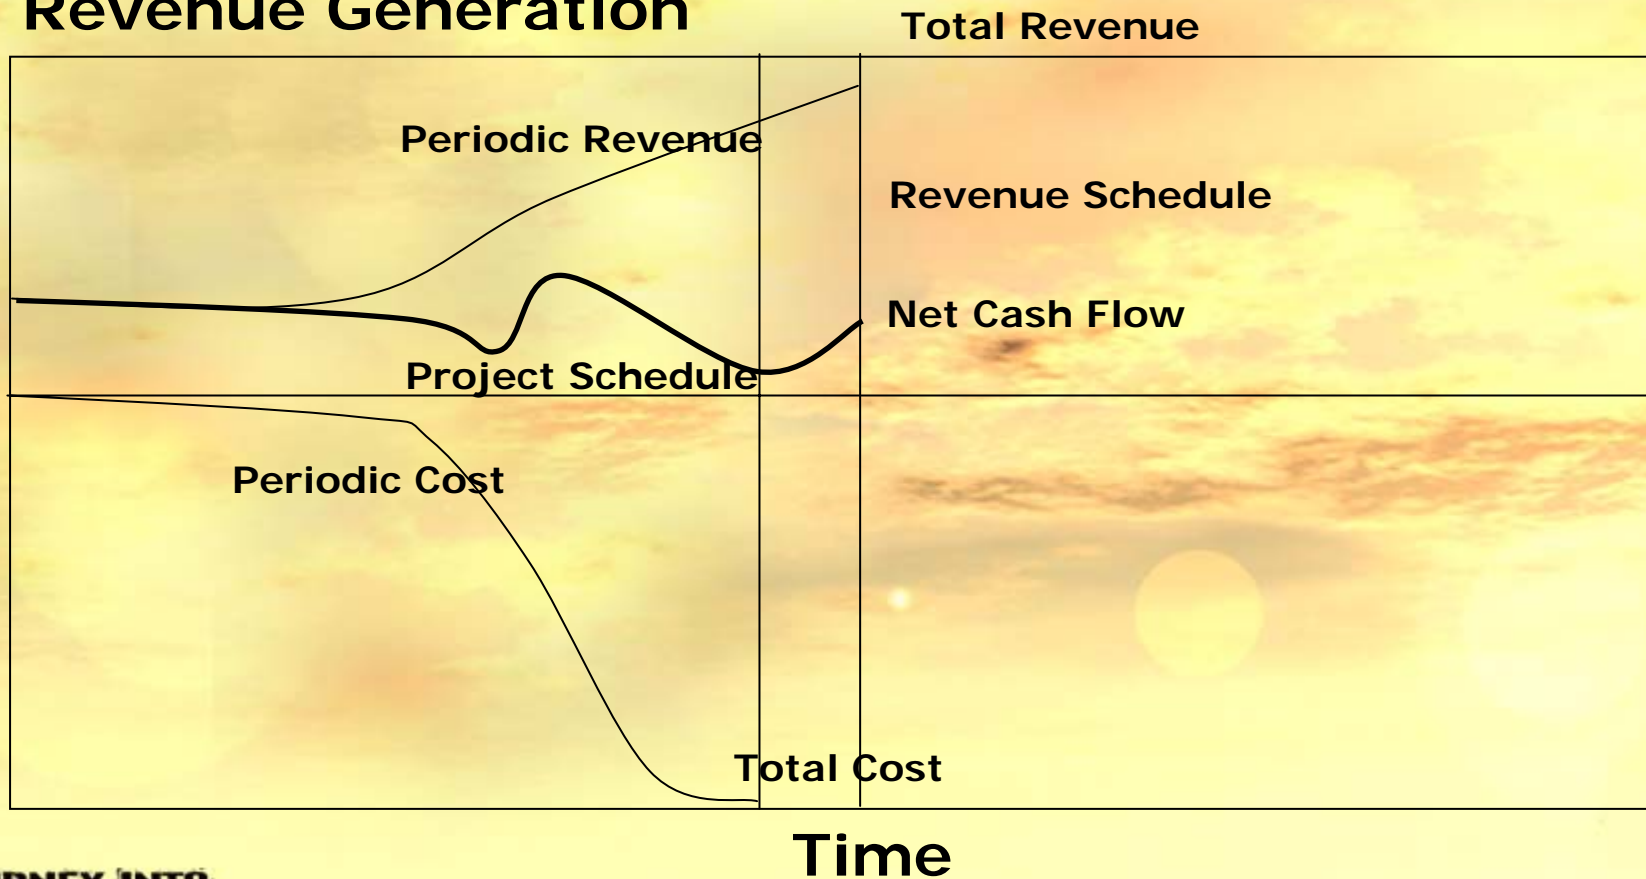 Revenue Generation
Total Revenue
Periodic Revenue
Revenue Schedule
Net Cash Flow
Project Schedule
Periodic Cost
Total Cost
Time